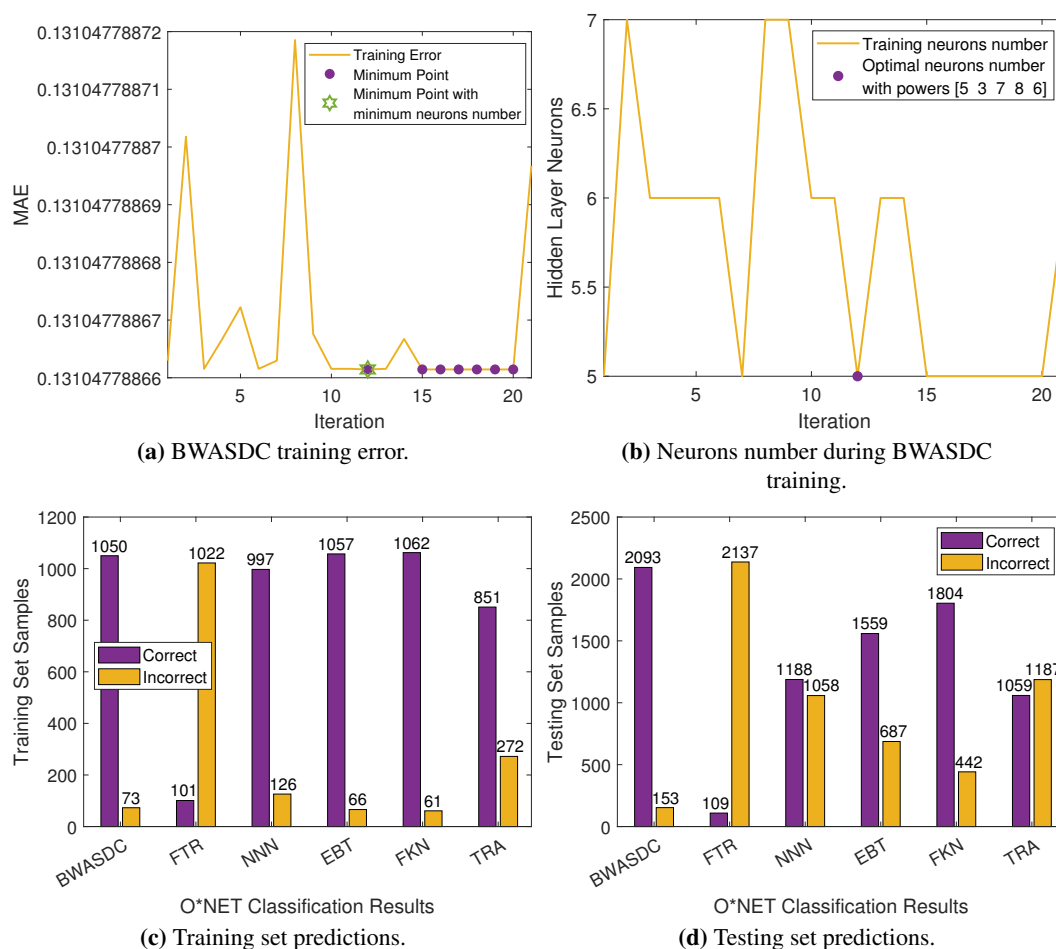 0.13104778872
0.13104778871
0.1310477887
0.13104778869
0.13104778868
0.13104778867
0.13104778866
MAE
Training Error
Minimum Point
Minimum Point with
minimum neurons number
5 10 15 20
Iteration
(a) BWASDC training error.
7
6.5
6
5.5
5
Hidden Layer Neurons
Training neurons number
Optimal neurons number
with powers [5 3 7 8 6]
5 10 15 20
Iteration
(b) Neurons number during BWASDC
training.
1200
1000
800
600
400
200
0
Training Set Samples
1050 73
101 1022
997 126
1057 66
1062 61
851 272
Correct
Incorrect
BWASDC FTR NNN EBT FKN TRA
O*NET Classification Results
(c) Training set predictions.
2500
2000
1500
1000
500
0
Testing Set Samples
2093 153
109 2137
1188 1058
1559 687
1804 442
1059 1187
Correct
Incorrect
BWASDC FTR NNN EBT FKN TRA
O*NET Classification Results
(d) Testing set predictions.